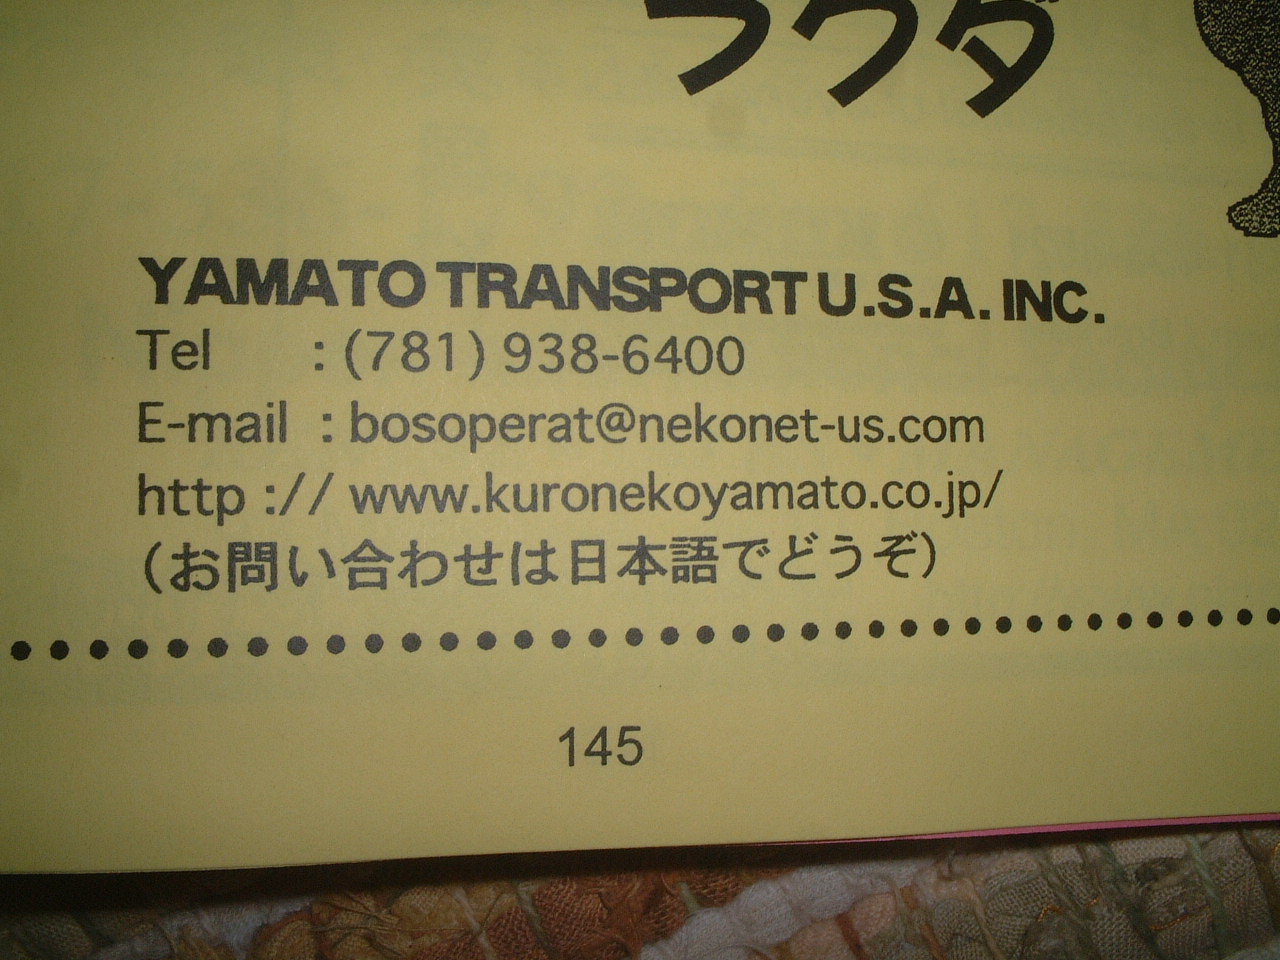 ラクダ
YAMATO TRANSPORT U.S.A. INC.
Tel : (781) 938-6400
E-mail : bosoperat@nekonet-us.com
http :// www.kuronekoyamato.co.jp/
(お問い合わせは日本語でどうぞ)
145